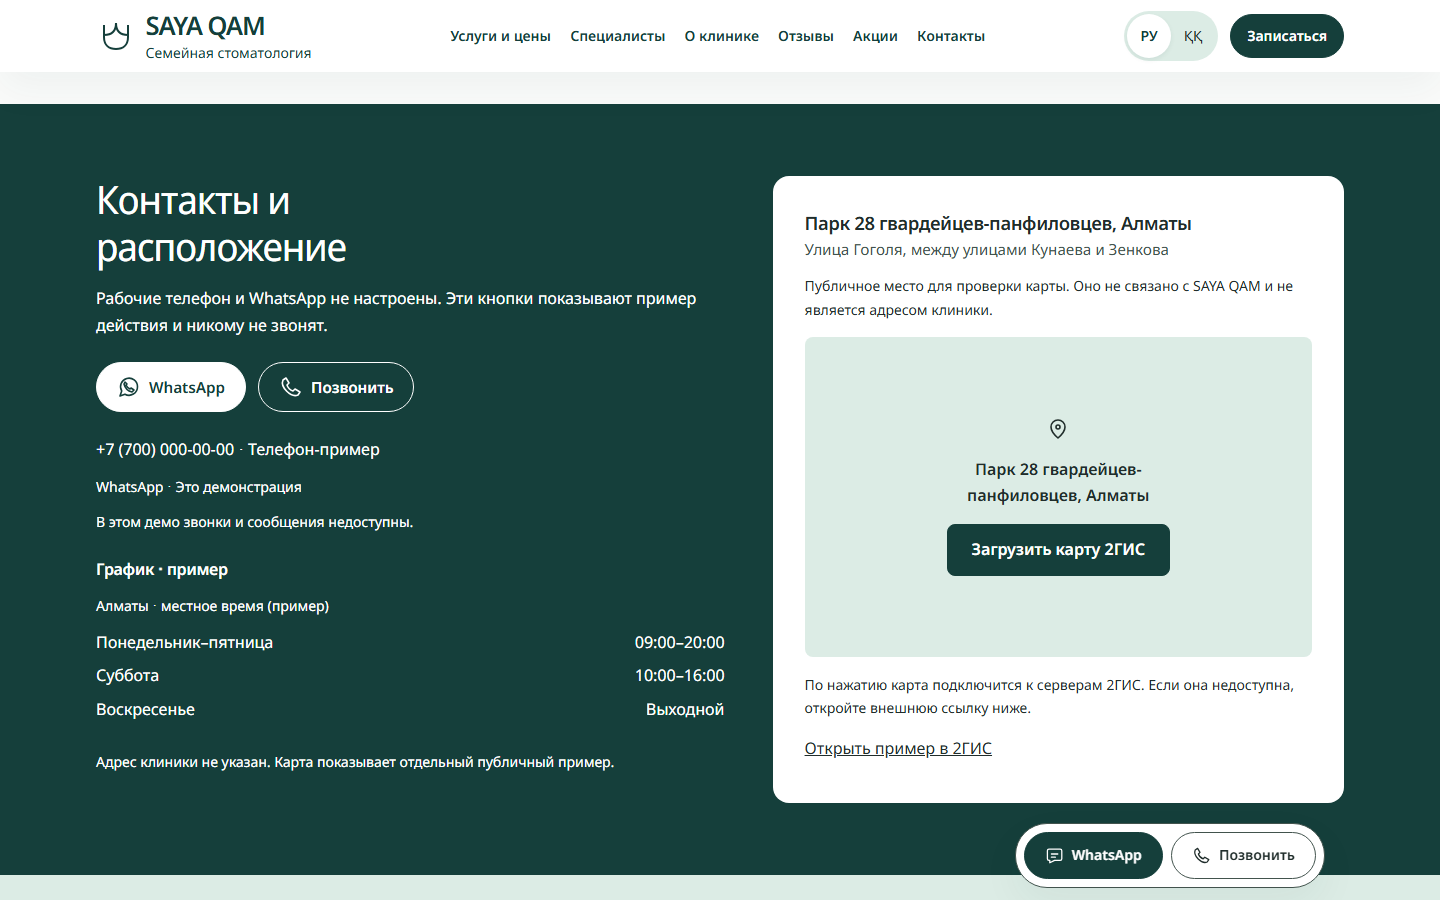 SAYA QAM
Семейная стоматология
Услуги и цены
Специалисты
О клинике
Отзывы
Акции
Контакты
РУ
ҚҚ
Записаться
Контакты и
расположение
Рабочие телефон и WhatsApp не настроены. Эти кнопки показывают пример
действия и никому не звонят.
WhatsApp
Позвонить
+7 (700) 000-00-00 · Телефон-пример
WhatsApp · Это демонстрация
В этом демо звонки и сообщения недоступны.
График · пример
Алматы · местное время (пример)
Понедельник–пятница 09:00–20:00
Суббота 10:00–16:00
Воскресенье Выходной
Адрес клиники не указан. Карта показывает отдельный публичный пример.
Парк 28 гвардейцев-панфиловцев, Алматы
Улица Гоголя, между улицами Кунаева и Зенкова
Публичное место для проверки карты. Оно не связано с SAYA QAM и не
является адресом клиники.
Парк 28 гвардейцев-
панфиловцев, Алматы
Загрузить карту 2ГИС
По нажатию карта подключится к серверам 2ГИС. Если она недоступна,
откройте внешнюю ссылку ниже.
Открыть пример в 2ГИС
WhatsApp
Позвонить